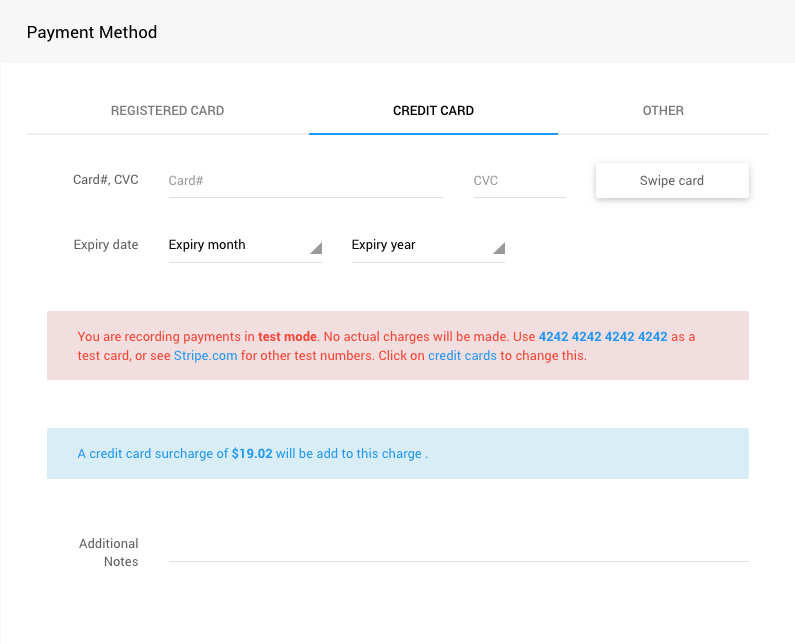 Payment Method
REGISTERED CARD CREDIT CARD OTHER
Card#, CVC Card# CVC Swipe card
Expiry date Expiry month Expiry year
You are recording payments in test mode. No actual charges will be made. Use 4242 4242 4242 4242 as a
test card, or see Stripe.com for other test numbers. Click on credit cards to change this.
A credit card surcharge of $19.02 will be add to this charge .
Additional
Notes